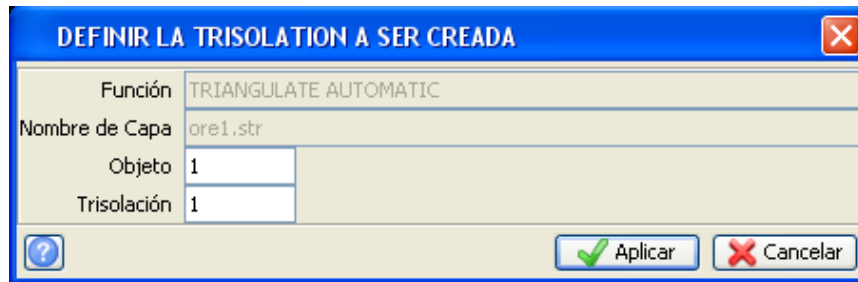 DEFINIR LA TRISOLATION A SER CREADA
Función TRIANGULATE AUTOMATIC
Nombre de Capa ore1.str
Objeto 1
Trisolación 1
? Aplicar Cancelar